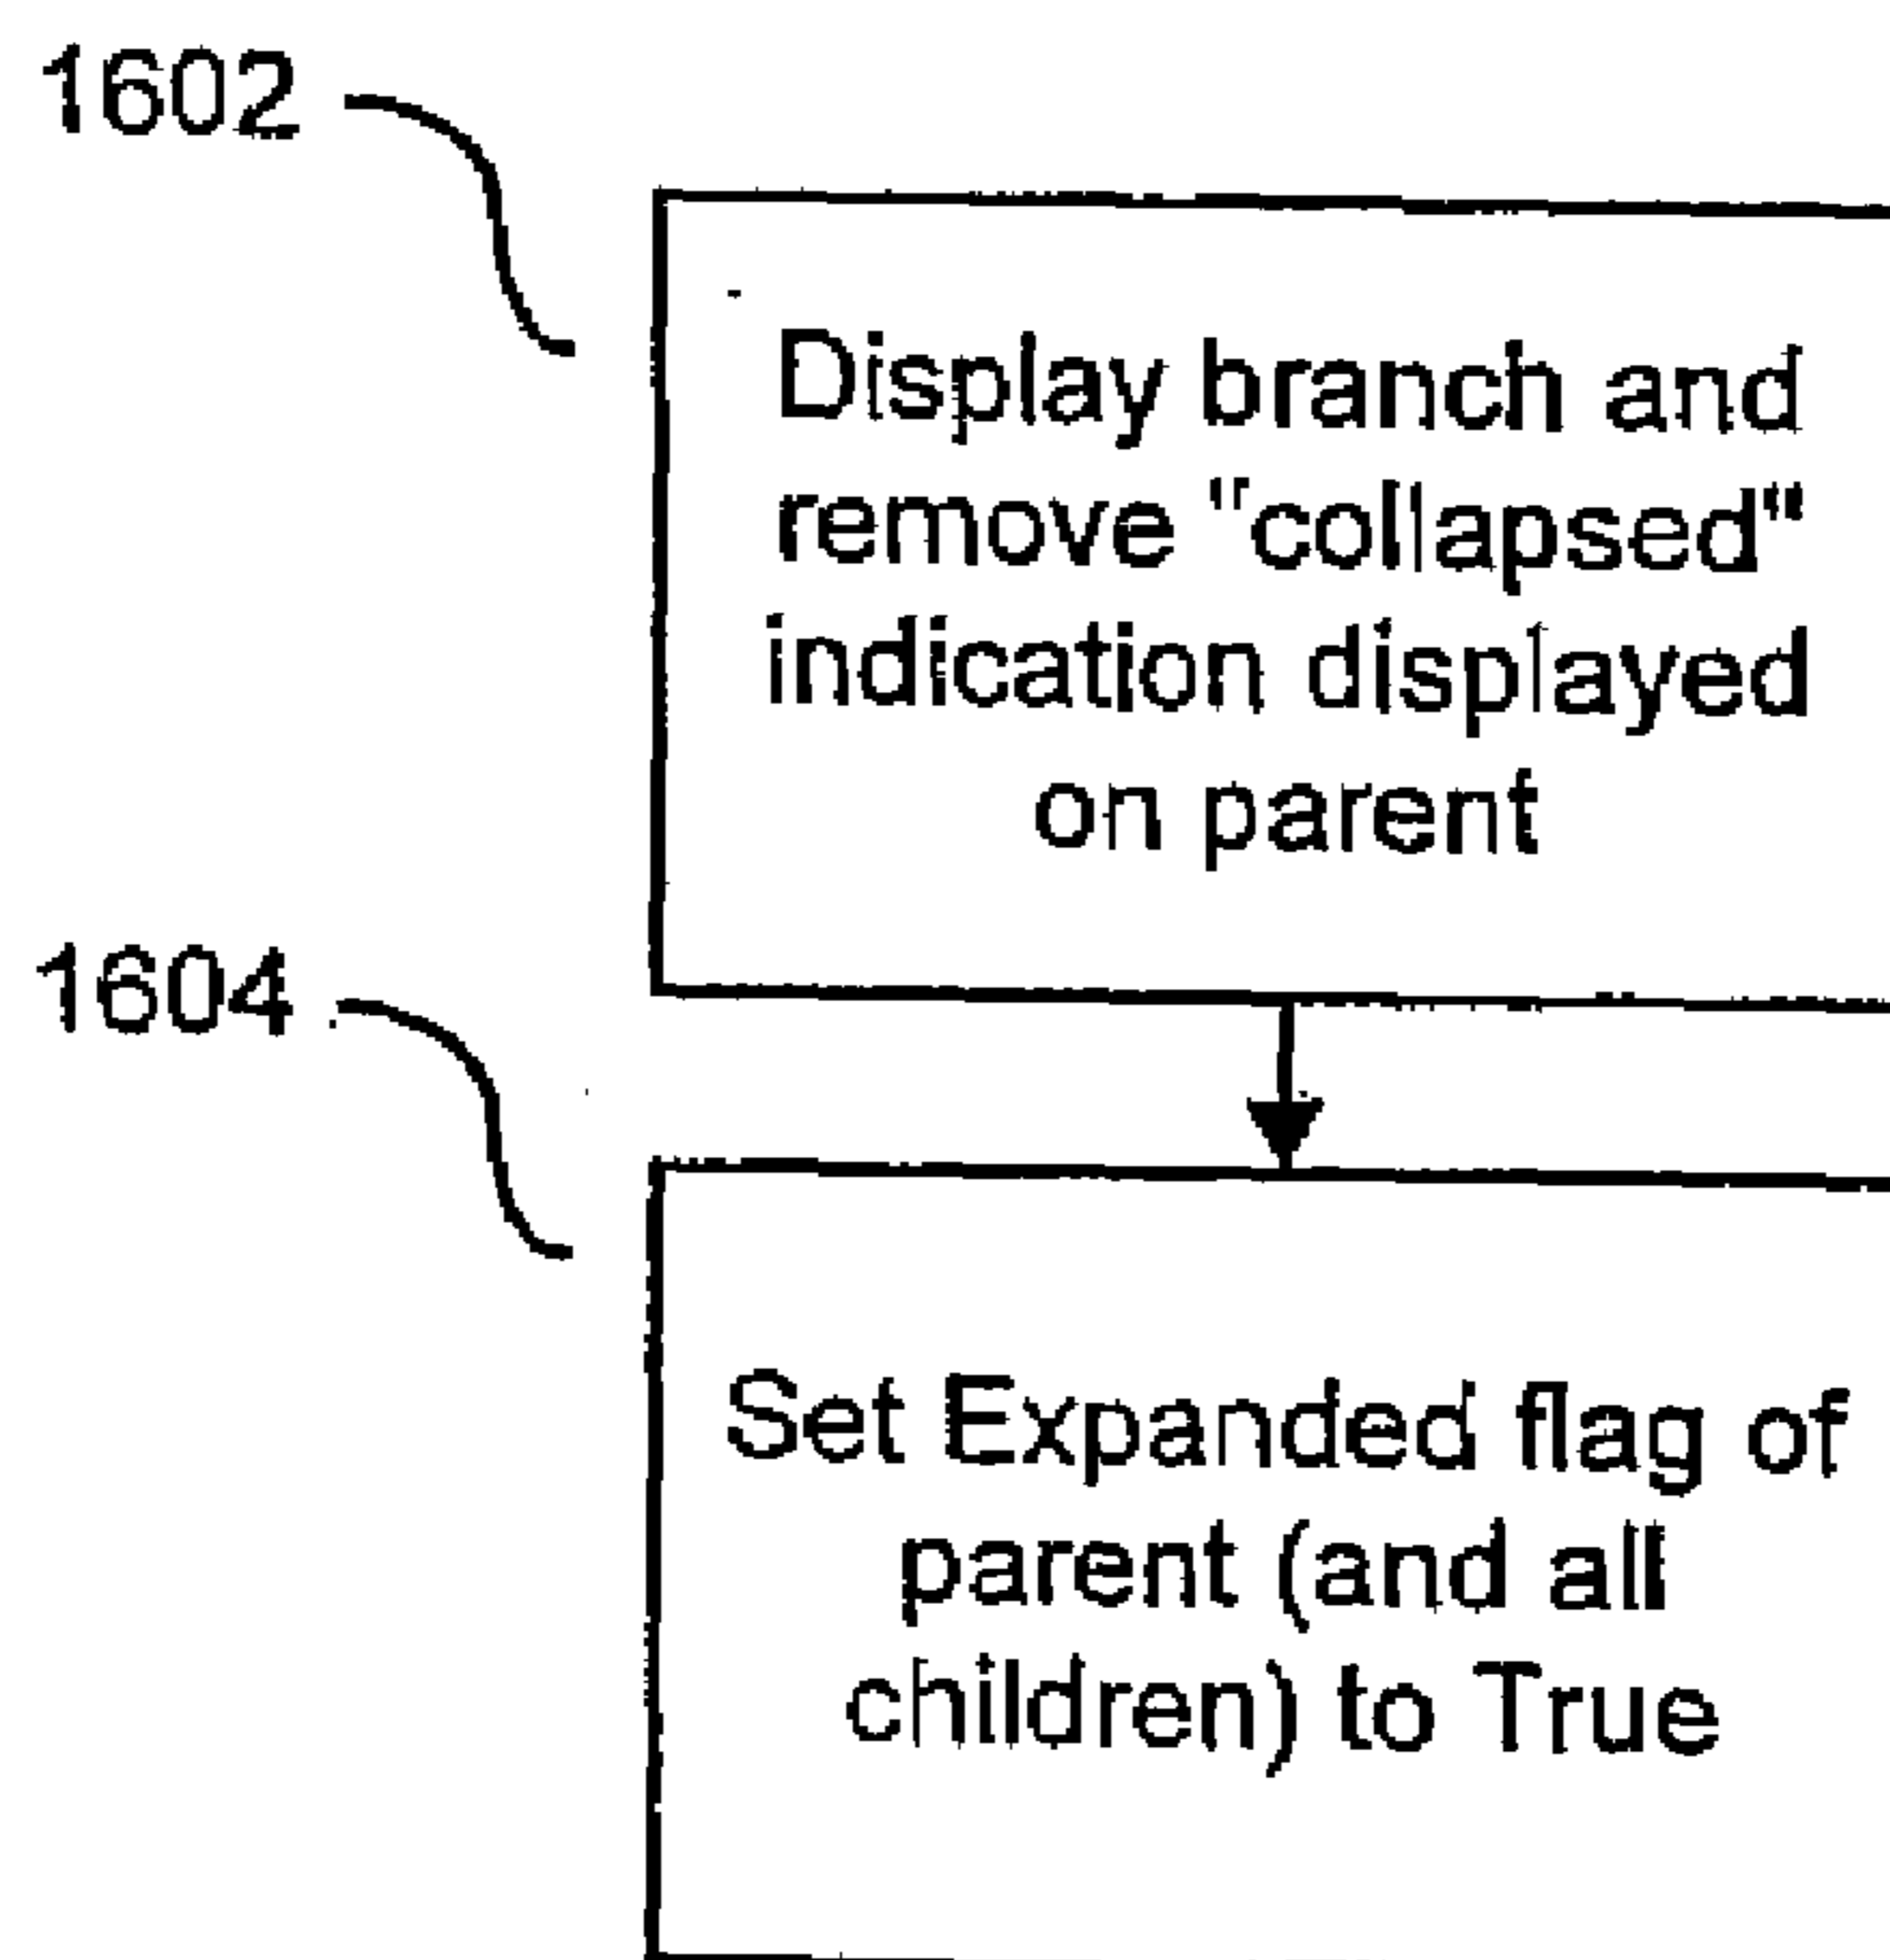 1602
Display branch and
remove "collapsed"
indication displayed
on parent
1604
Set Expanded flag of
parent (and all
children) to True